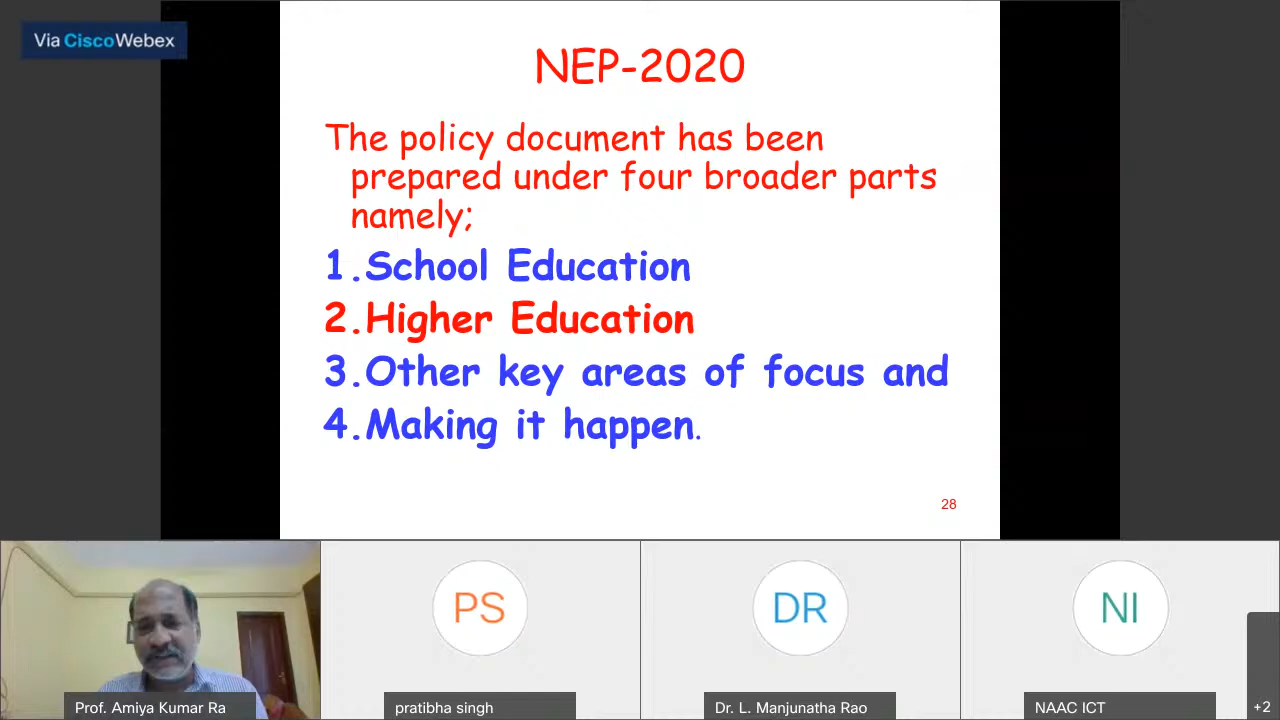 Via CiscoWebex
NEP-2020
The policy document has been
prepared under four broader parts
namely;
1.School Education
2.Higher Education
3.Other key areas of focus and
4.Making it happen.
28
PS
DR
NI
Prof. Amiya Kumar Ra
pratibha singh
Dr. L. Manjunatha Rao
NAAC ICT
+2